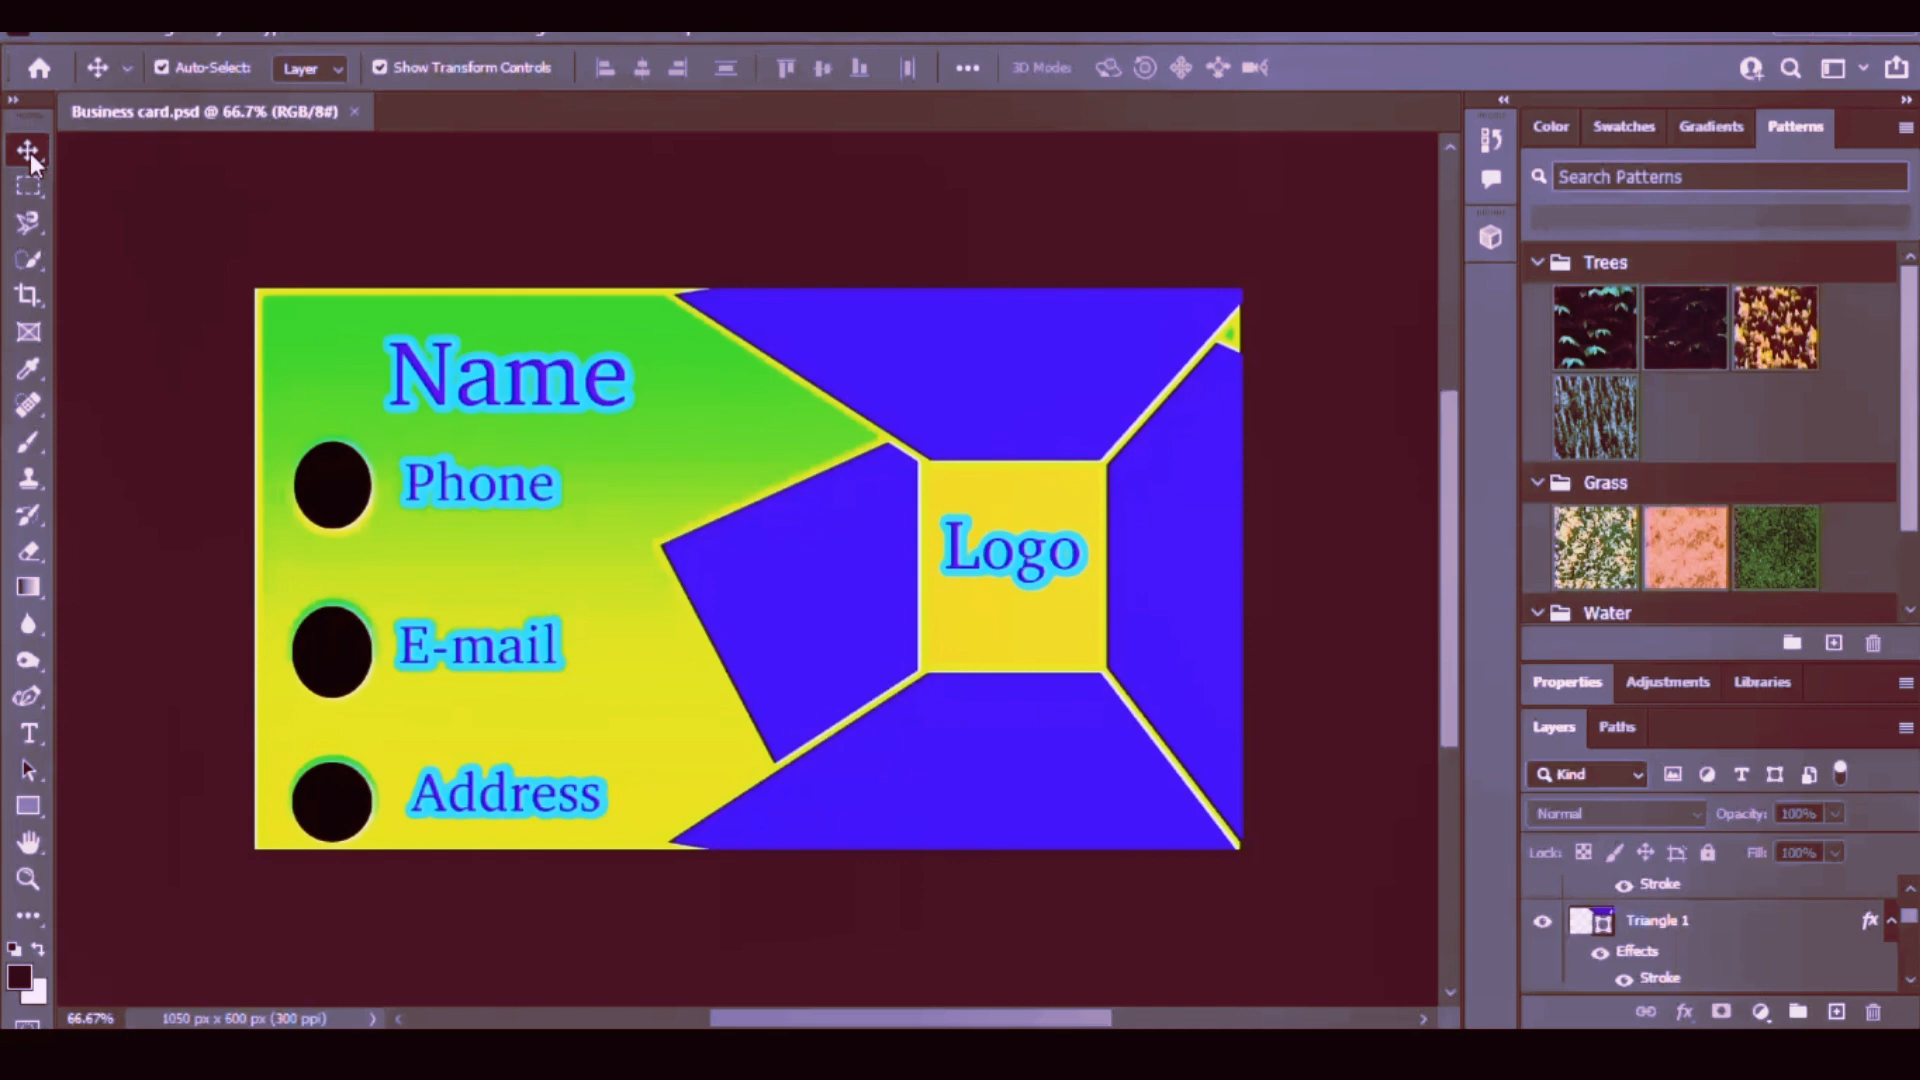 Auto-Select:
Layer
Show Transform Controls
3D Mode:
Business card.psd @ 66.7% (RGB/8#)
Color
Swatches
Gradients
Patterns
Search Patterns
Trees
Grass
Water
Name
Phone
E-mail
Address
Logo
Properties
Adjustments
Libraries
Layers
Paths
Kind
Normal
Opacity: 100%
Lock:
Fill: 100%
Stroke
Triangle 1
fx
Effects
Stroke
66.67%
1050 px x 600 px (300 ppi)
fx